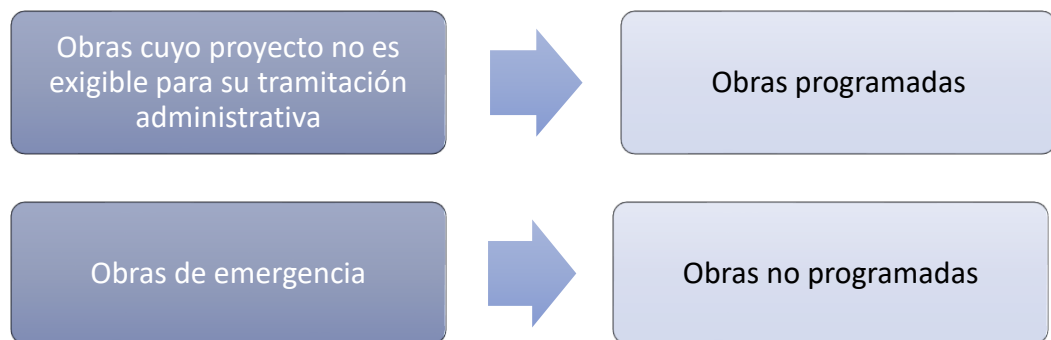 Obras cuyo proyecto no es
exigible para su tramitación
administrativa
Obras programadas
Obras de emergencia
Obras no programadas